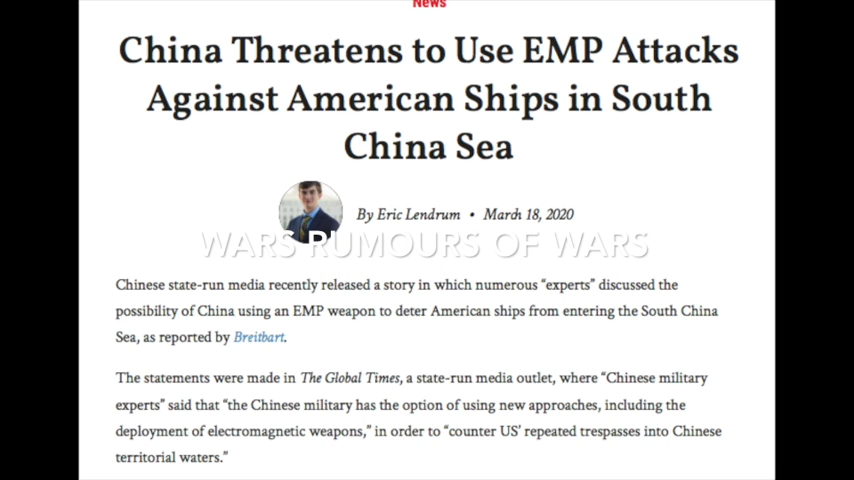 News
China Threatens to Use EMP Attacks
Against American Ships in South
China Sea
By Eric Lendrum • March 18, 2020
WARS RUMOURS OF WARS
Chinese state-run media recently released a story in which numerous “experts” discussed the
possibility of China using an EMP weapon to deter American ships from entering the South China
Sea, as reported by Breitbart.
The statements were made in The Global Times, a state-run media outlet, where “Chinese military
experts” said that “the Chinese military has the option of using new approaches, including the
deployment of electromagnetic weapons,” in order to “counter US’ repeated trespasses into Chinese
territorial waters.”